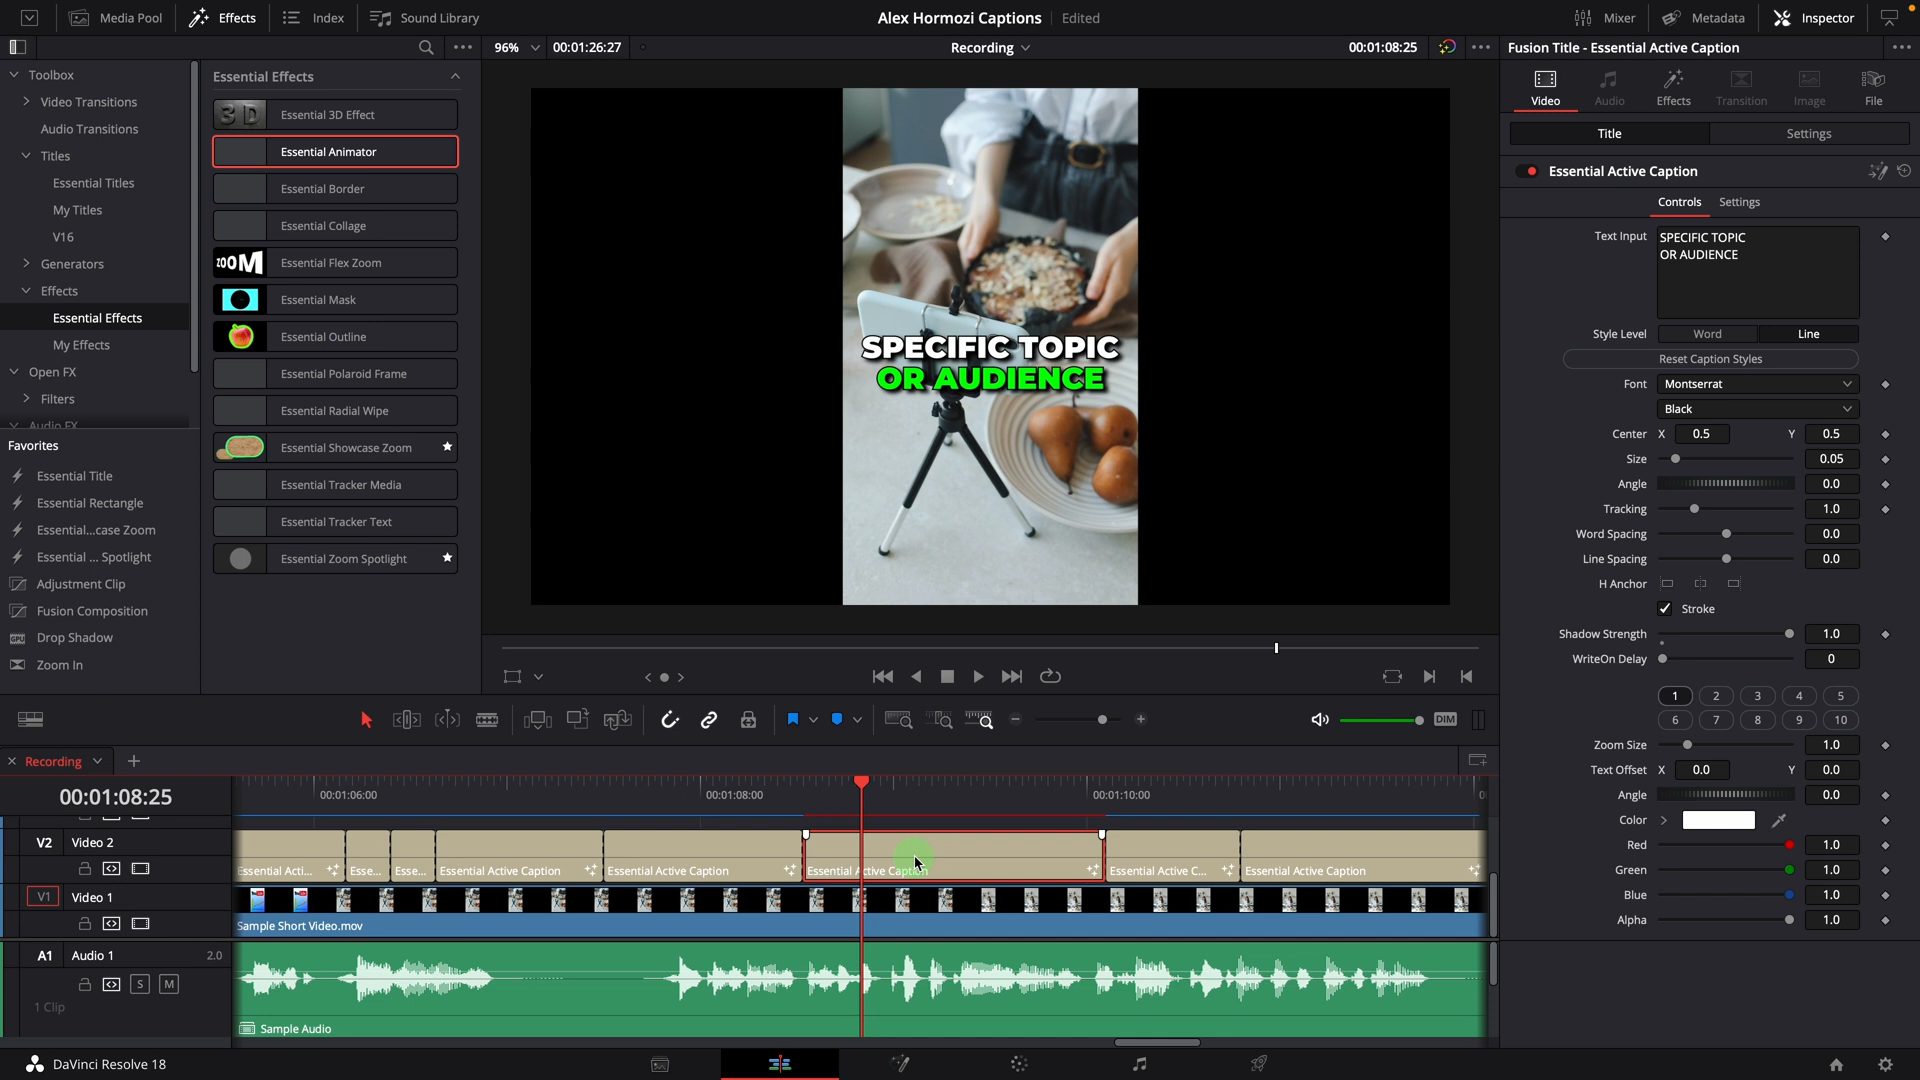 Media Pool
Effects
Index
Sound Library
Alex Hormozi Captions
Edited
Mixer
Metadata
Inspector
96%
00:01:26:27
Recording
00:01:08:25
Fusion Title - Essential Active Caption
Toolbox
Video Transitions
Audio Transitions
Titles
Essential Titles
My Titles
V16
Generators
Effects
Essential Effects
My Effects
Open FX
Filters
Audio FX
Favorites
Essential Title
Essential Rectangle
Essential...case Zoom
Essential ... Spotlight
Adjustment Clip
Fusion Composition
Drop Shadow
Zoom In
Essential Effects
3D
Essential 3D Effect
Essential Animator
Essential Border
Essential Collage
ZOOM
Essential Flex Zoom
Essential Mask
Essential Outline
Essential Polaroid Frame
Essential Radial Wipe
Essential Showcase Zoom
Essential Tracker Media
Essential Tracker Text
Essential Zoom Spotlight
SPECIFIC TOPIC
OR AUDIENCE
Video
Audio
Effects
Transition
Image
File
Title
Settings
Essential Active Caption
Controls
Settings
Text Input
SPECIFIC TOPIC
OR AUDIENCE
Style Level
Word
Line
Reset Caption Styles
Font
Montserrat
Black
Center X 0.5 Y 0.5
Size 0.05
Angle 0.0
Tracking 1.0
Word Spacing 0.0
Line Spacing 0.0
H Anchor
Stroke
Shadow Strength 1.0
WriteOn Delay 0
1 2 3 4 5
6 7 8 9 10
Zoom Size 1.0
Text Offset X 0.0 Y 0.0
Angle 0.0
Color
Red 1.0
Green 1.0
Blue 1.0
Alpha 1.0
DIM
Recording
00:01:08:25
00:01:06:00
00:01:08:00
00:01:10:00
V2 Video 2
Essential Acti...
Esse...
Esse...
Essential Active Caption
Essential Active Caption
Essential Active Caption
Essential Active C...
Essential Active Caption
V1 Video 1
Sample Short Video.mov
A1 Audio 1 2.0
S M
1 Clip
Sample Audio
DaVinci Resolve 18